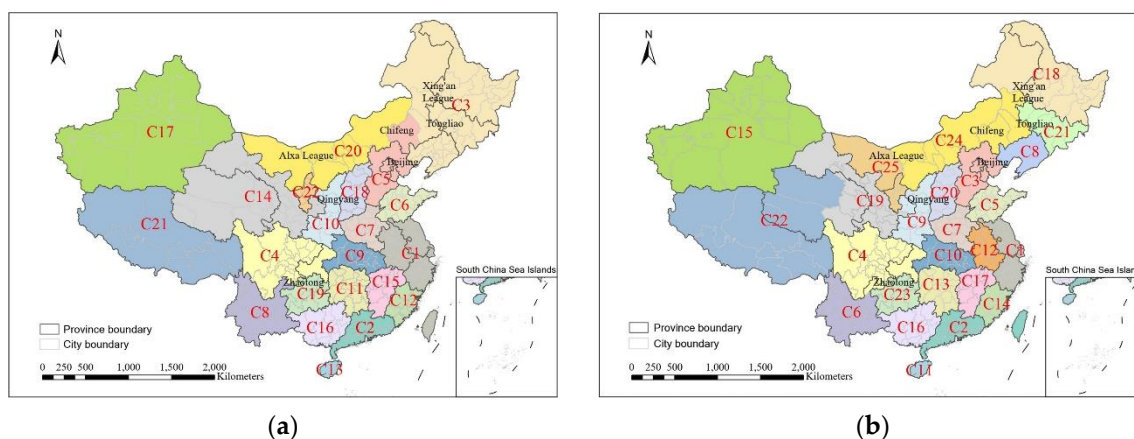 N
Xing'an
League
C3
Tongliao
Chifeng
C17
C20
Alxa League
Beijing
C5
C22
C18
C14
Qingyang
C6
C10
C7
C21
C1
C4
C9
Zhaotong
C15
C19
C11
C12
C8
C16
C2
C13
South China Sea Islands
Province boundary
City boundary
0 250 500 1,000 1,500 2,000
Kilometers
(a)
N
C18
Xing'an
League
Tongliao
C21
Chifeng
C24
C15
Alxa League
C25
Beijing
C8
C3
C20
Qingyang
C19
C5
C9
C7
C22
C12
C4
C10
Zhaotong
C17
C23
C13
C14
C6
C16
C2
C11
South China Sea Islands
Province boundary
City boundary
0 250 500 1,000 1,500 2,000
Kilometers
(b)